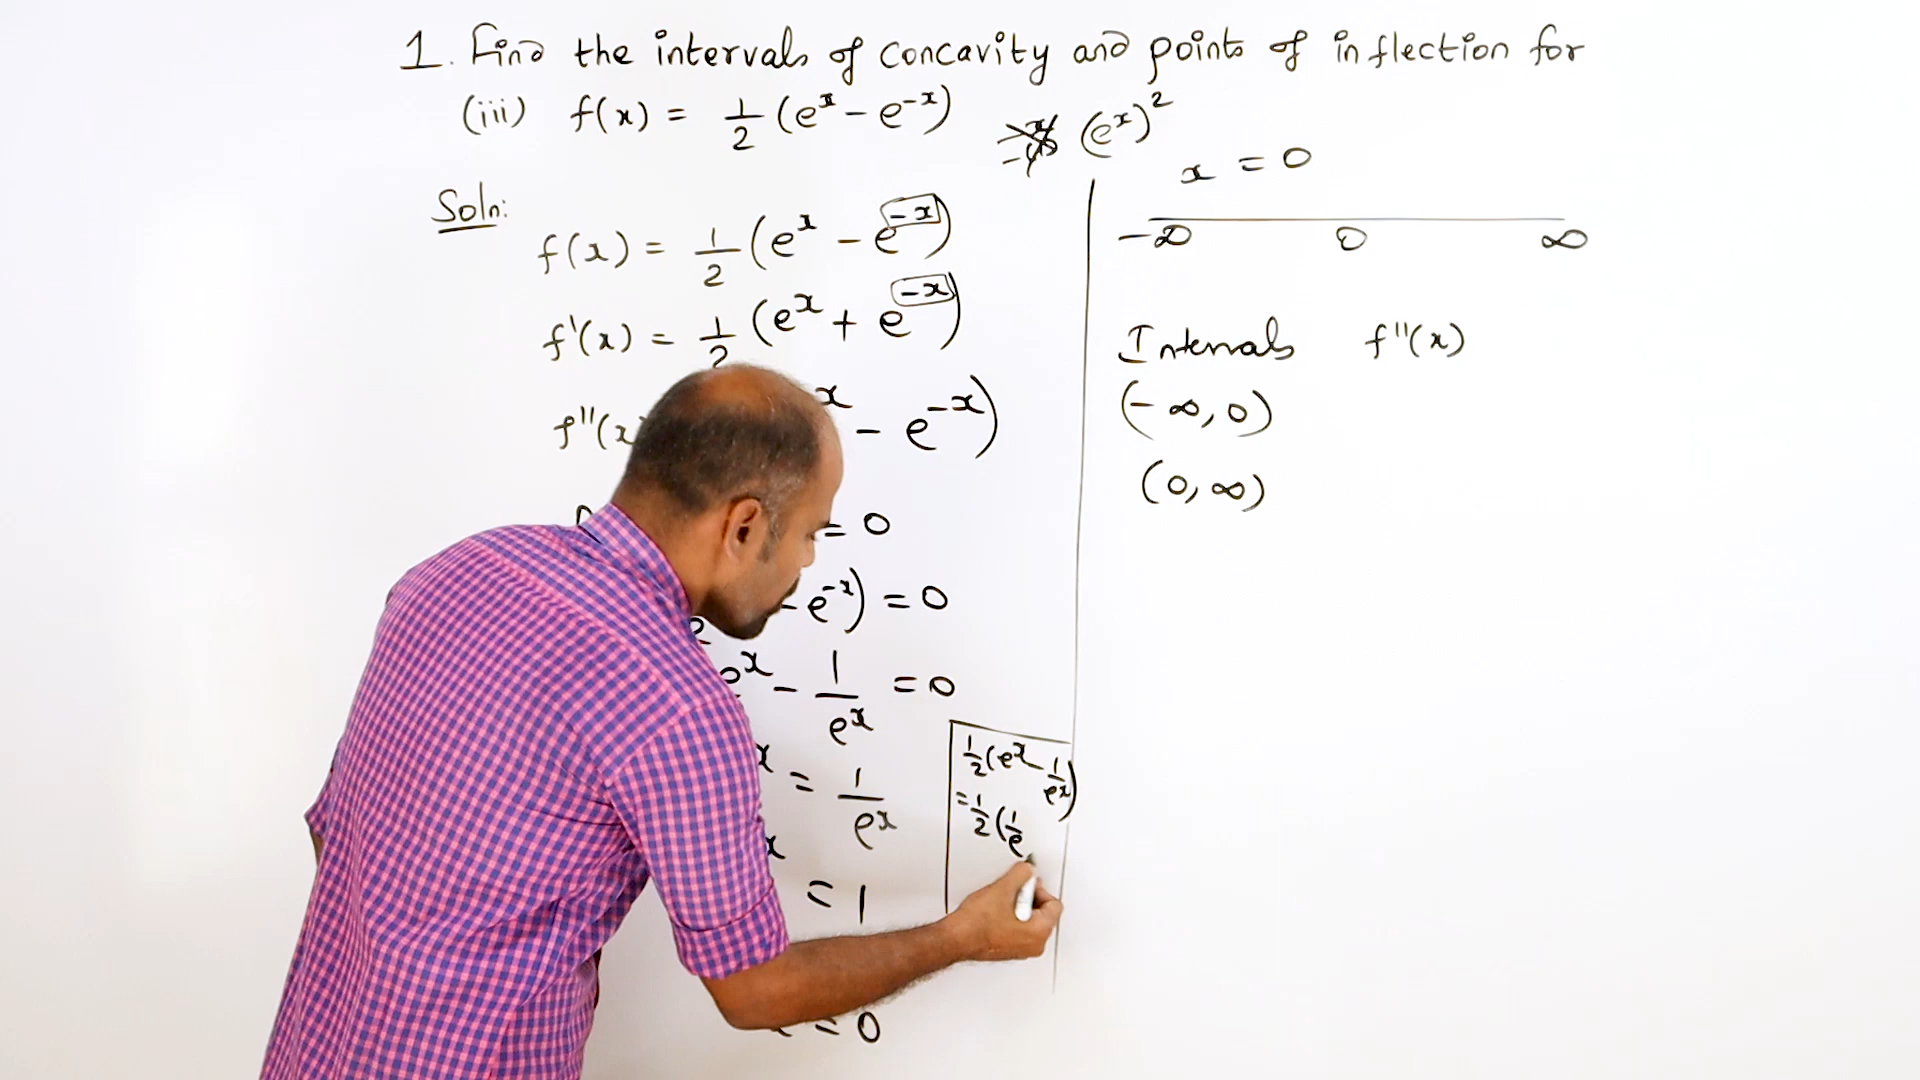 1. Find the intervals of concavity and points of inflection for
(iii) f(x) = 1/2 (e^x - e^-x)
(e^x)^2
Soln:
f(x) = 1/2 (e^x - e^-x)
f'(x) = 1/2 (e^x + e^-x)
f''(x) x - e^-x)
= 0
- e^-x) = 0
e^x - 1/e^x = 0
x = 1/e^x
x = 1
x = 0
1/2 (e^x - 1/e^x)
= 1/2 (1/e
x = 0
-∞ 0 ∞
Intervals f''(x)
(-∞, 0)
(0, ∞)